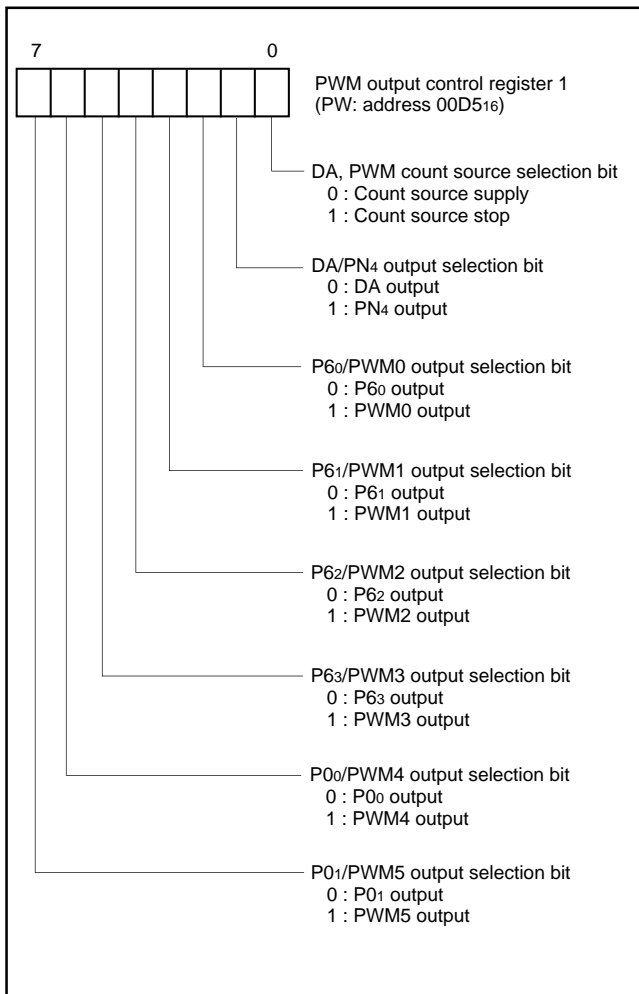 7 0
PWM output control register 1
(PW: address 00D516)
DA, PWM count source selection bit
0 : Count source supply
1 : Count source stop
DA/PN4 output selection bit
0 : DA output
1 : PN4 output
P60/PWM0 output selection bit
0 : P60 output
1 : PWM0 output
P61/PWM1 output selection bit
0 : P61 output
1 : PWM1 output
P62/PWM2 output selection bit
0 : P62 output
1 : PWM2 output
P63/PWM3 output selection bit
0 : P63 output
1 : PWM3 output
P00/PWM4 output selection bit
0 : P00 output
1 : PWM4 output
P01/PWM5 output selection bit
0 : P01 output
1 : PWM5 output